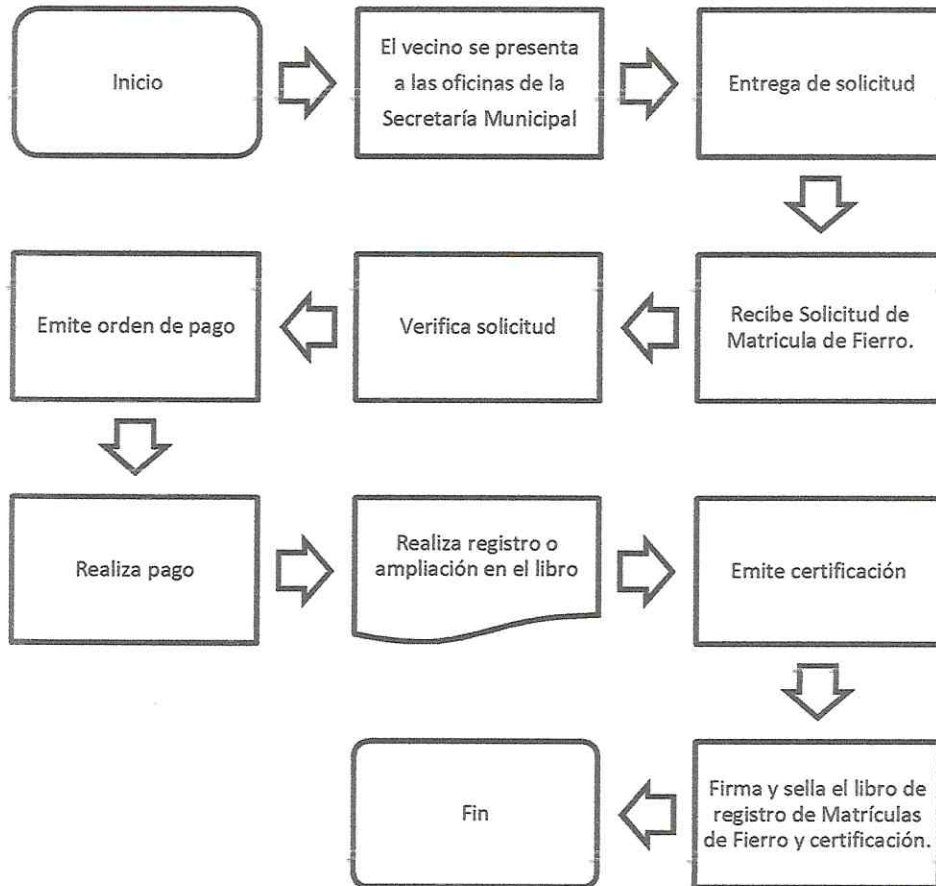 Inicio
El vecino se presenta
a las oficinas de la
Secretaría Municipal
Entrega de solicitud
Recibe Solicitud de
Matricula de Fierro.
Verifica solicitud
Emite orden de pago
Realiza pago
Realiza registro o
ampliación en el libro
Emite certificación
Firma y sella el libro de
registro de Matrículas
de Fierro y certificación.
Fin